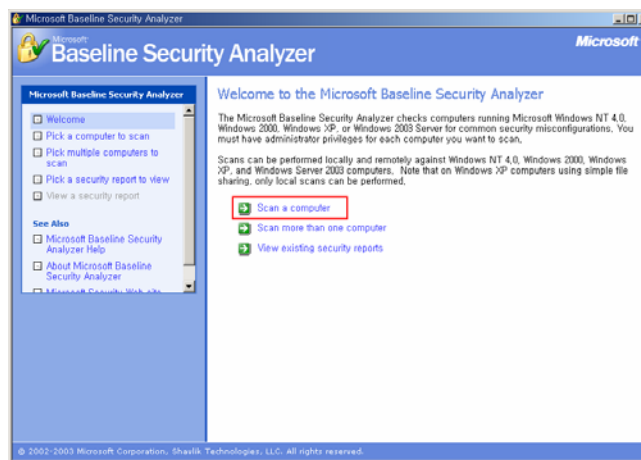 Microsoft Baseline Security Analyzer
Microsoft
Baseline Security Analyzer
Microsoft
Microsoft Baseline Security Analyzer
Welcome
Pick a computer to scan
Pick multiple computers to
scan
Pick a security report to view
View a security report
See Also
Microsoft Baseline Security
Analyzer Help
About Microsoft Baseline
Security Analyzer
Microsoft Security Web site
Welcome to the Microsoft Baseline Security Analyzer
The Microsoft Baseline Security Analyzer checks computers running Microsoft Windows NT 4.0,
Windows 2000, Windows XP, or Windows 2003 Server for common security misconfigurations. You
must have administrator privileges for each computer you want to scan.
Scans can be performed locally and remotely against Windows NT 4.0, Windows 2000, Windows
XP, and Windows Server 2003 computers. Note that on Windows XP computers using simple file
sharing, only local scans can be performed.
Scan a computer
Scan more than one computer
View existing security reports
© 2002-2003 Microsoft Corporation, Shavlik Technologies, LLC. All rights reserved.